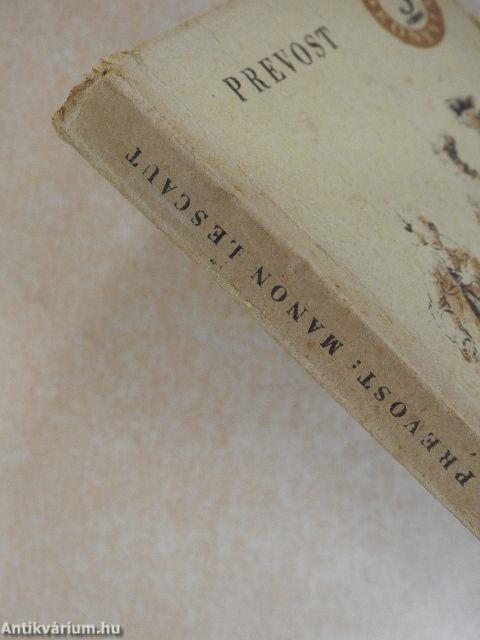 PREVOST
PREVOST: MANON LESCAUT
Antikvárium.hu